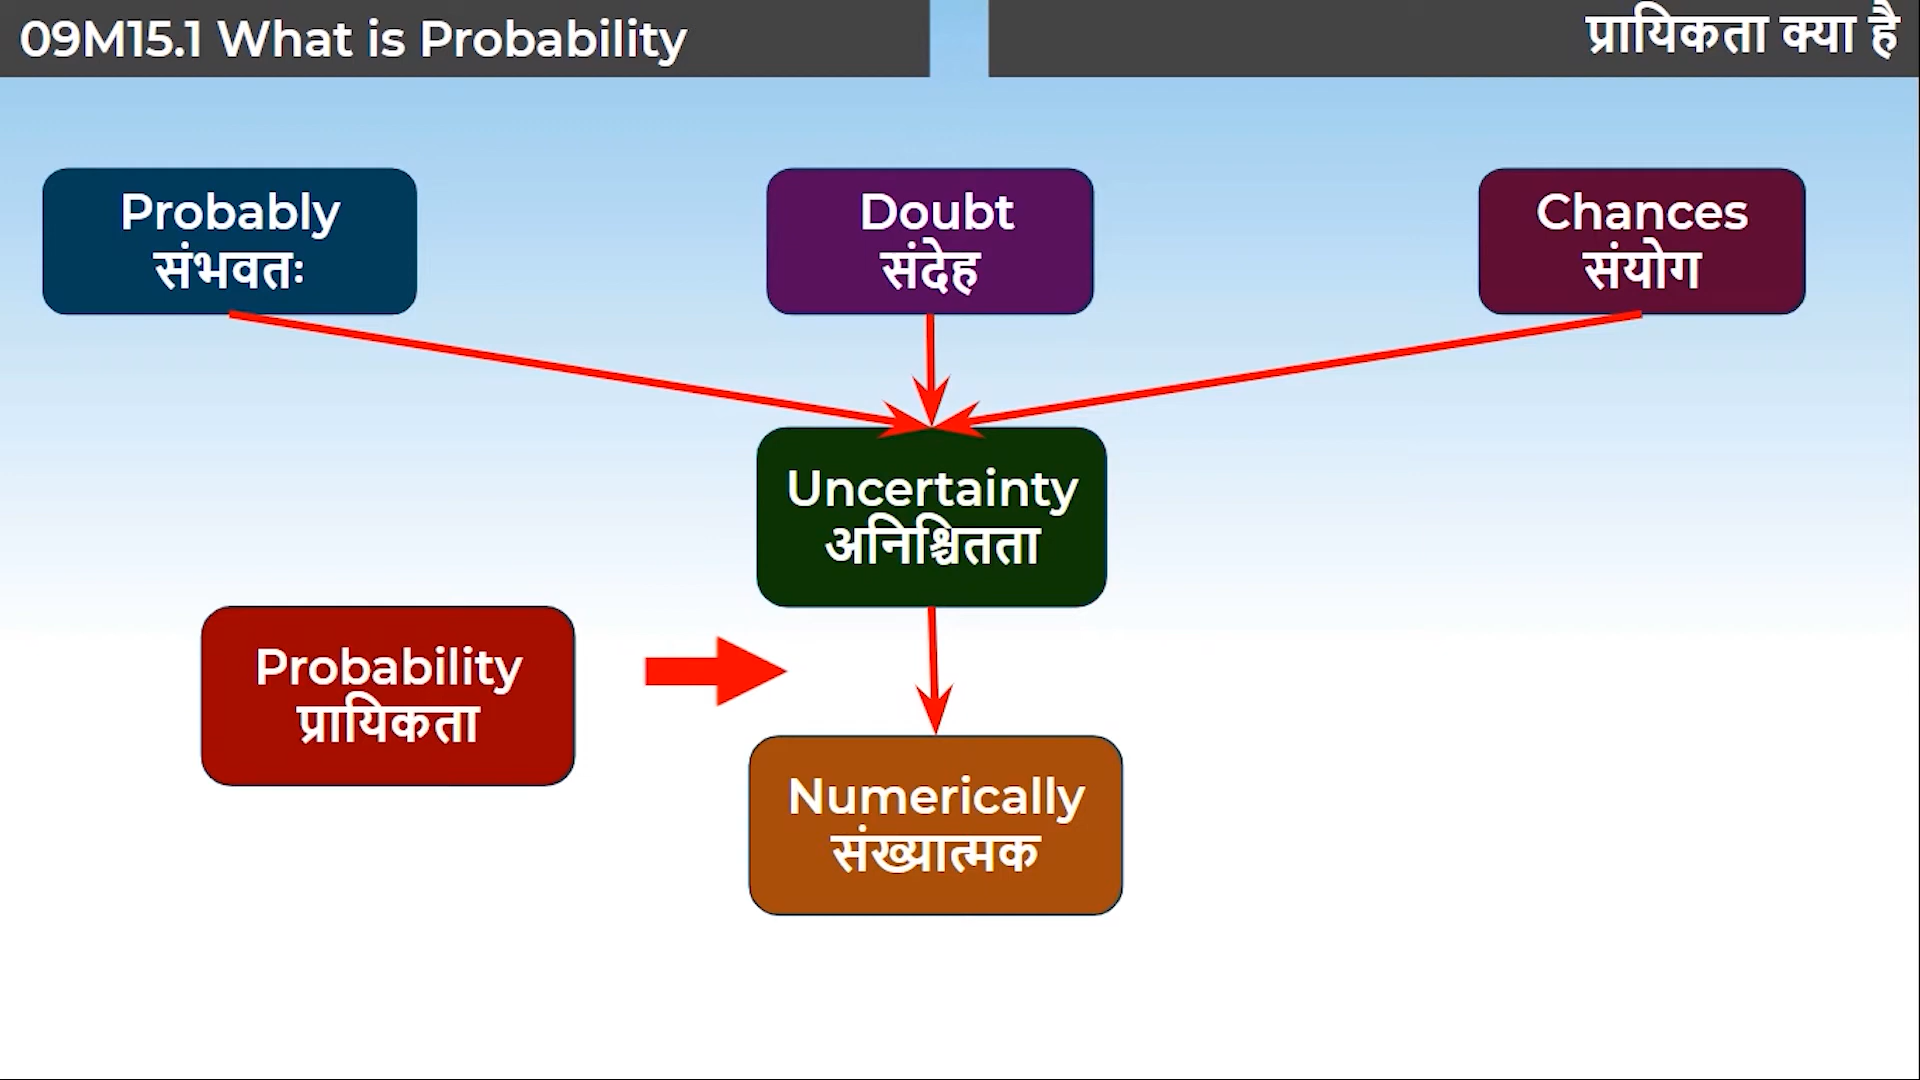 09M15.1 What is Probability
प्रायिकता क्या है
Probably
संभवतः
Doubt
संदेह
Chances
संयोग
Uncertainty
अनिश्चितता
Probability
प्रायिकता
Numerically
संख्यात्मक